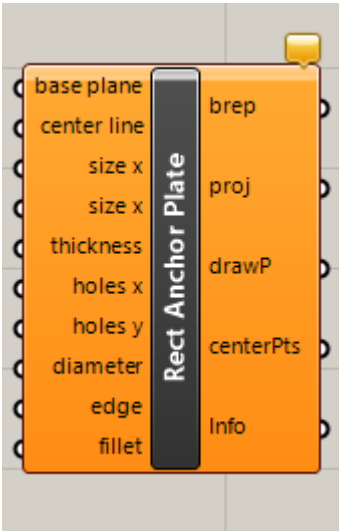 base plane
center line
size x
size x
thickness
holes x
holes y
diameter
edge
fillet
Rect Anchor Plate
brep
proj
drawP
centerPts
Info